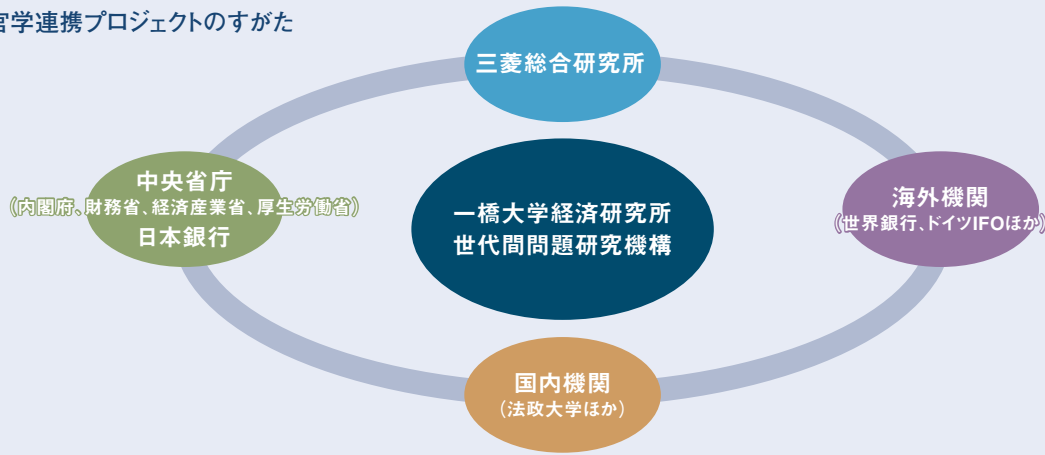 官学連携プロジェクトのすがた
三菱総合研究所
中央省庁
(内閣府、財務省、経済産業省、厚生労働省)
日本銀行
一橋大学経済研究所
世代間問題研究機構
海外機関
(世界銀行、ドイツIFOほか)
国内機関
(法政大学ほか)